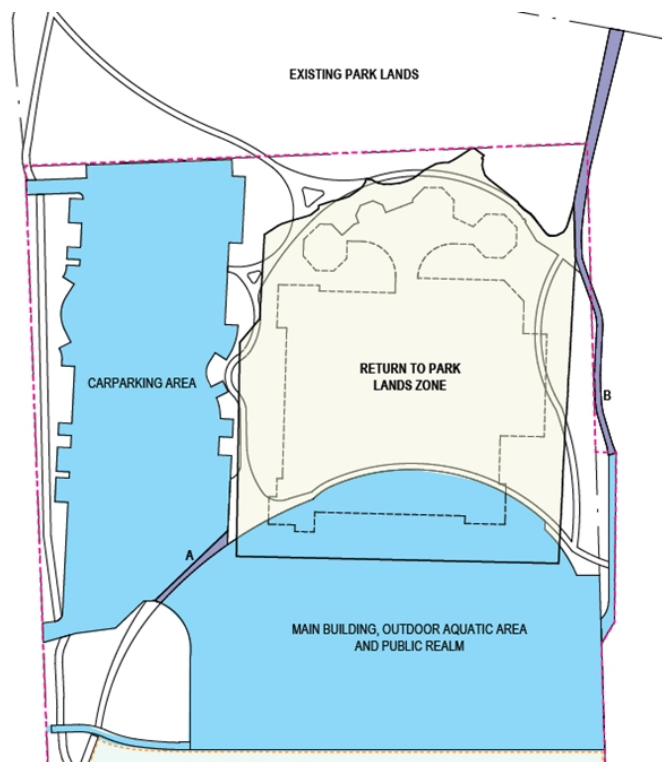 EXISTING PARK LANDS
RETURN TO PARK
LANDS ZONE
CARPARKING AREA
B
A
MAIN BUILDING, OUTDOOR AQUATIC AREA
AND PUBLIC REALM